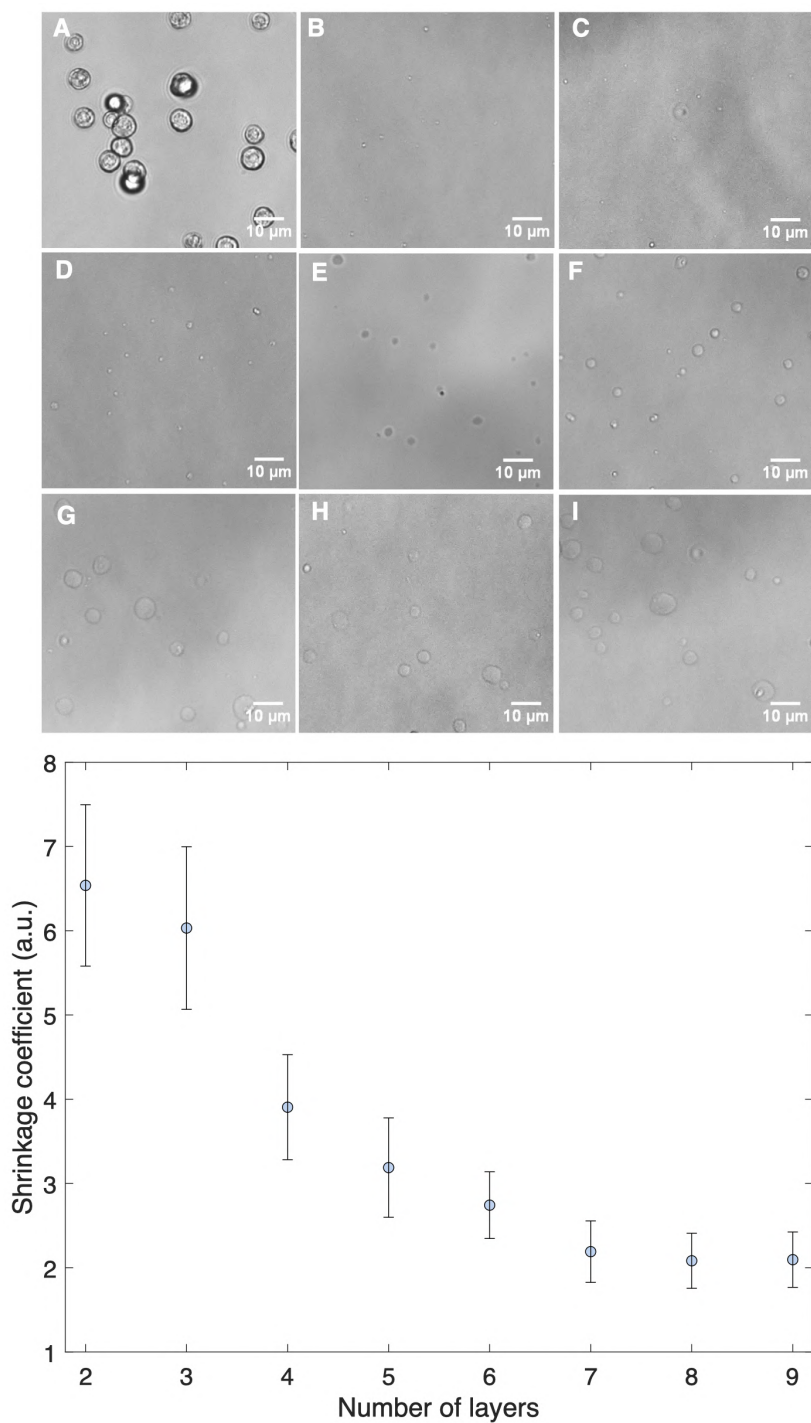 A B C
10 µm 10 µm 10 µm
D E F
10 µm 10 µm 10 µm
G H I
10 µm 10 µm 10 µm
8
7
6
5
4
3
2
1
Shrinkage coefficient (a.u.)
2 3 4 5 6 7 8 9
Number of layers